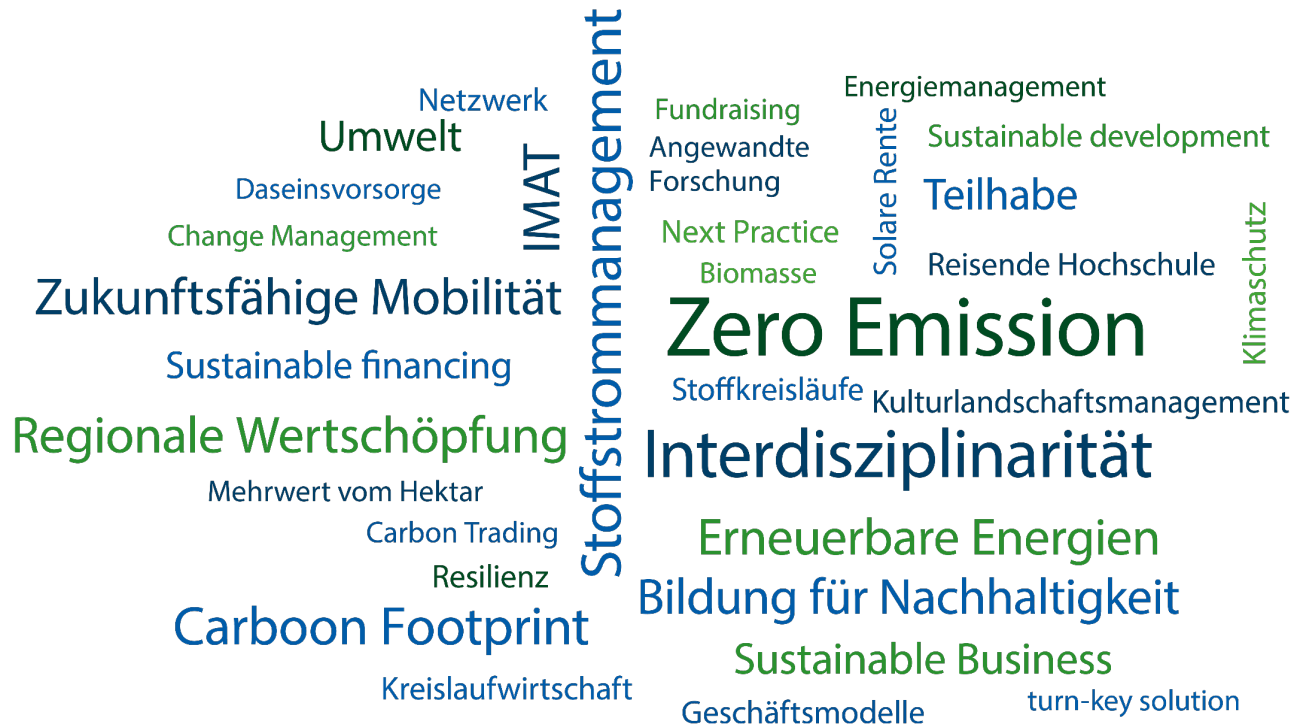 Stoffstrommanagement
Netzwerk
Umwelt
IMAT
Daseinsvorsorge
Change Management
Zukunftsfähige Mobilität
Sustainable financing
Regionale Wertschöpfung
Mehrwert vom Hektar
Carbon Trading
Resilienz
Carboon Footprint
Kreislaufwirtschaft
Energiemanagement
Fundraising
Solare Rente
Sustainable development
Angewandte
Forschung
Teilhabe
Next Practice
Klimaschutz
Reisende Hochschule
Biomasse
Zero Emission
Stoffkreisläufe
Kulturlandschaftsmanagement
Interdisziplinarität
Erneuerbare Energien
Bildung für Nachhaltigkeit
Sustainable Business
turn-key solution
Geschäftsmodelle